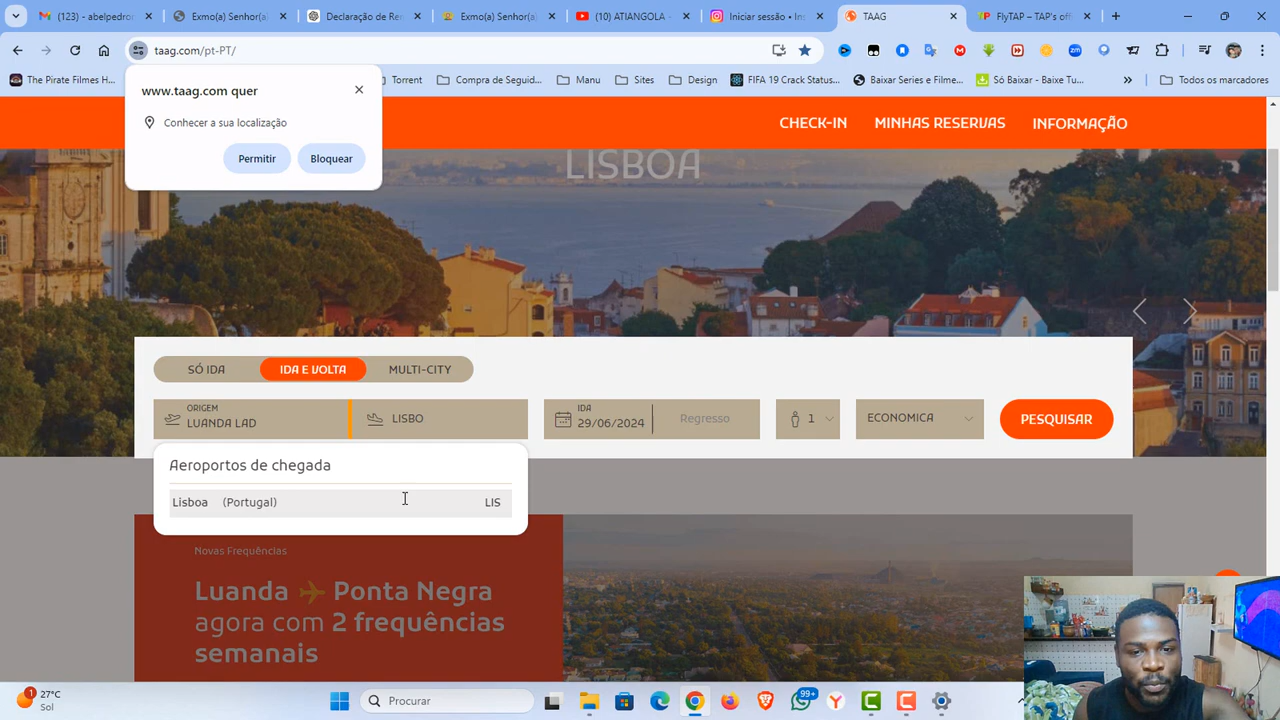 (123) - abelpedro
Exmo(a) Senhor(a)
Declaração de Re
Exmo(a) Senhor(a)
(10) ATIANGOLA -
Iniciar sessão • In
TAAG
FlyTAP – TAP's off
taag.com/pt-PT/
The Pirate Filmes H...
Torrent
Compra de Seguid...
Manu
Sites
Design
FIFA 19 Crack Status...
Baixar Series e Filme...
Só Baixar - Baixe Tu...
»
Todos os marcadores
www.taag.com quer
Conhecer a sua localização
Permitir
Bloquear
CHECK-IN
MINHAS RESERVAS
INFORMAÇÃO
LISBOA
SÓ IDA
IDA E VOLTA
MULTI-CITY
ORIGEM
LUANDA LAD
LISBO
IDA
29/06/2024
Regresso
1
ECONOMICA
PESQUISAR
Aeroportos de chegada
Lisboa (Portugal) LIS
Novas Frequências
Luanda Ponta Negra
agora com 2 frequências
semanais
1
27°C
Sol
Procurar
99+